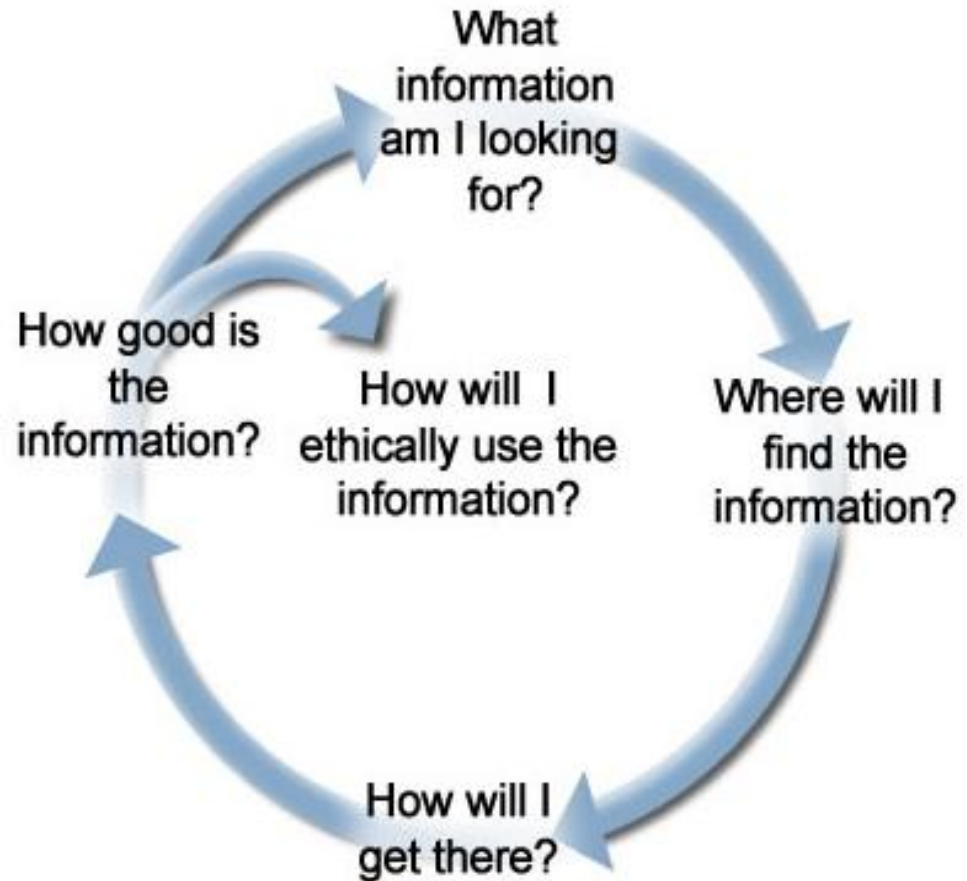 What
information
am I looking
for?
Where will I
find the
information?
How will I
get there?
How good is
the
information?
How will I
ethically use the
information?